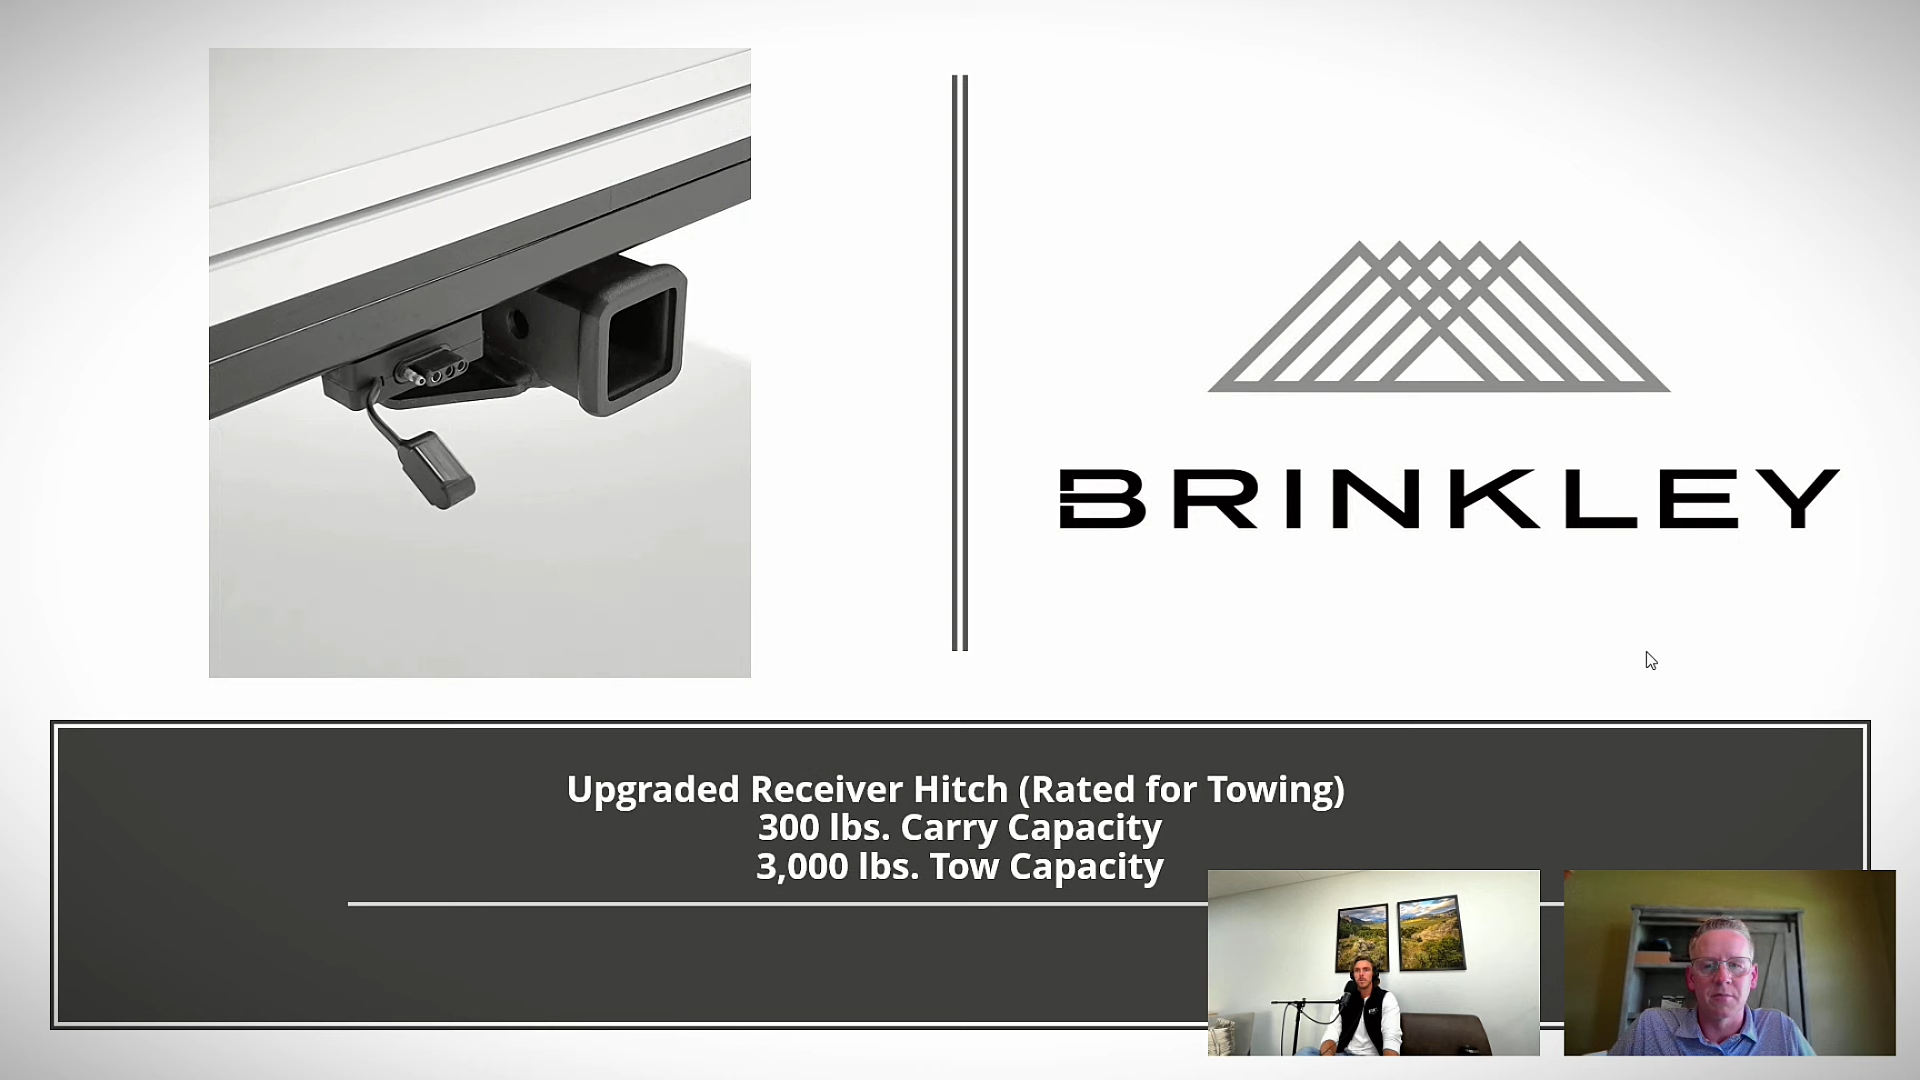 BRINKLEY
Upgraded Receiver Hitch (Rated for Towing)
300 lbs. Carry Capacity
3,000 lbs. Tow Capacity